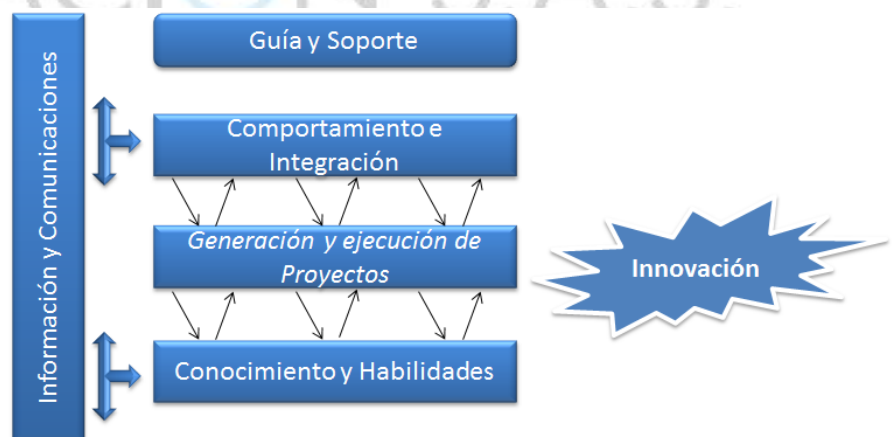 Información y Comunicaciones
Guía y Soporte
Comportamiento e
Integración
Generación y ejecución de
Proyectos
Innovación
Conocimiento y Habilidades